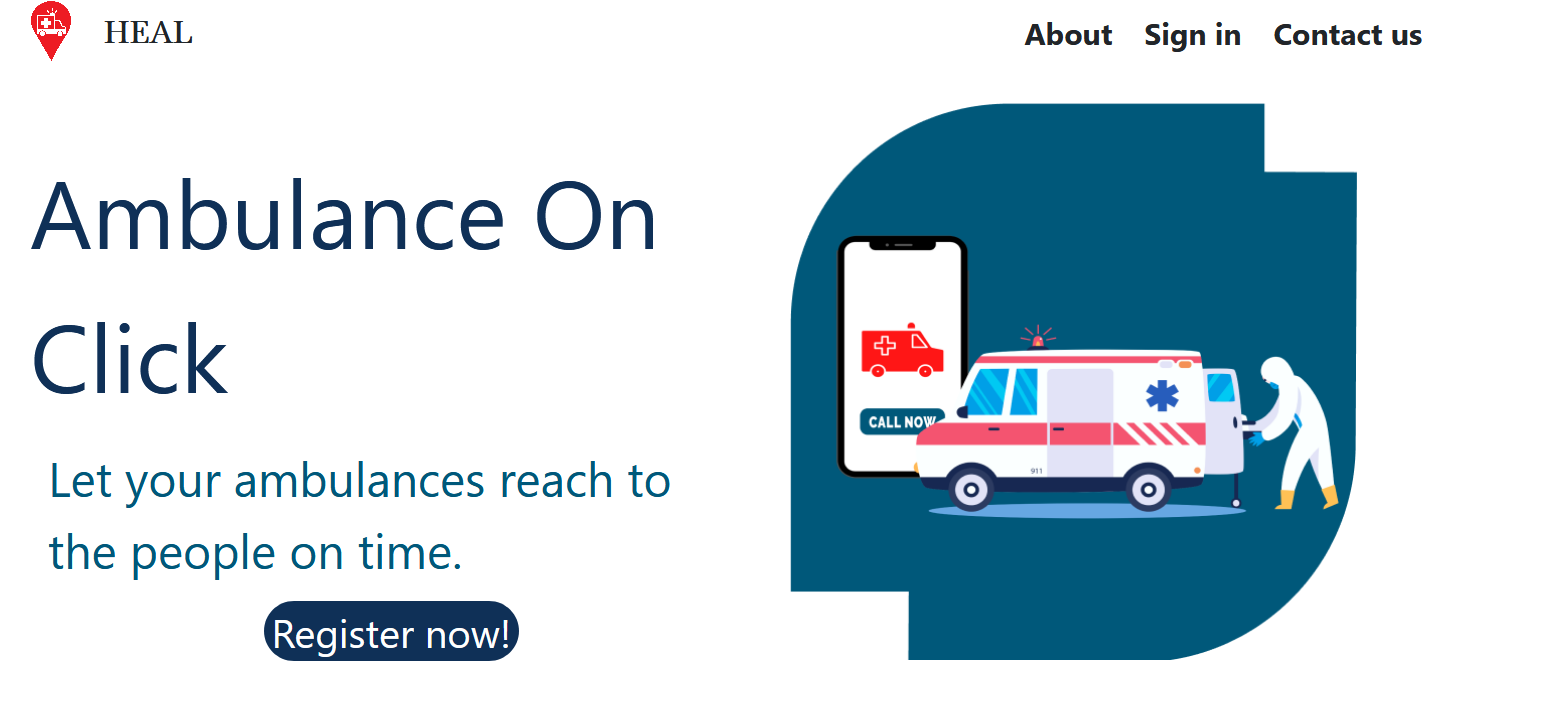 HEAL
About Sign in Contact us
Ambulance On
Click
Let your ambulances reach to
the people on time.
Register now!
CALL NOW
911